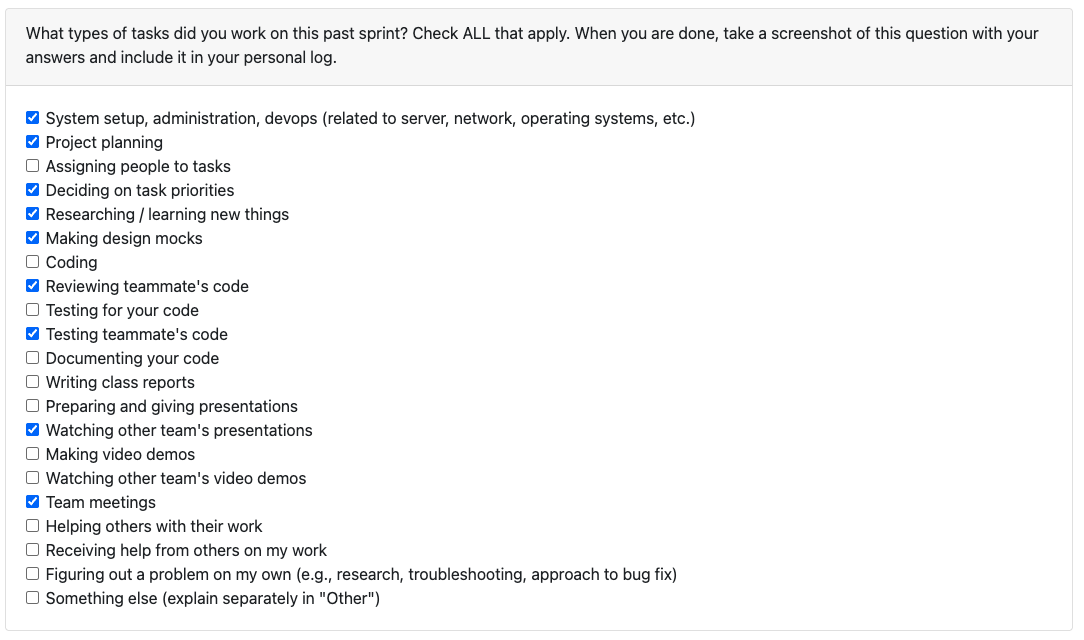 What types of tasks did you work on this past sprint? Check ALL that apply. When you are done, take a screenshot of this question with your
answers and include it in your personal log.
System setup, administration, devops (related to server, network, operating systems, etc.)
Project planning
Assigning people to tasks
Deciding on task priorities
Researching / learning new things
Making design mocks
Coding
Reviewing teammate's code
Testing for your code
Testing teammate's code
Documenting your code
Writing class reports
Preparing and giving presentations
Watching other team's presentations
Making video demos
Watching other team's video demos
Team meetings
Helping others with their work
Receiving help from others on my work
Figuring out a problem on my own (e.g., research, troubleshooting, approach to bug fix)
Something else (explain separately in "Other")